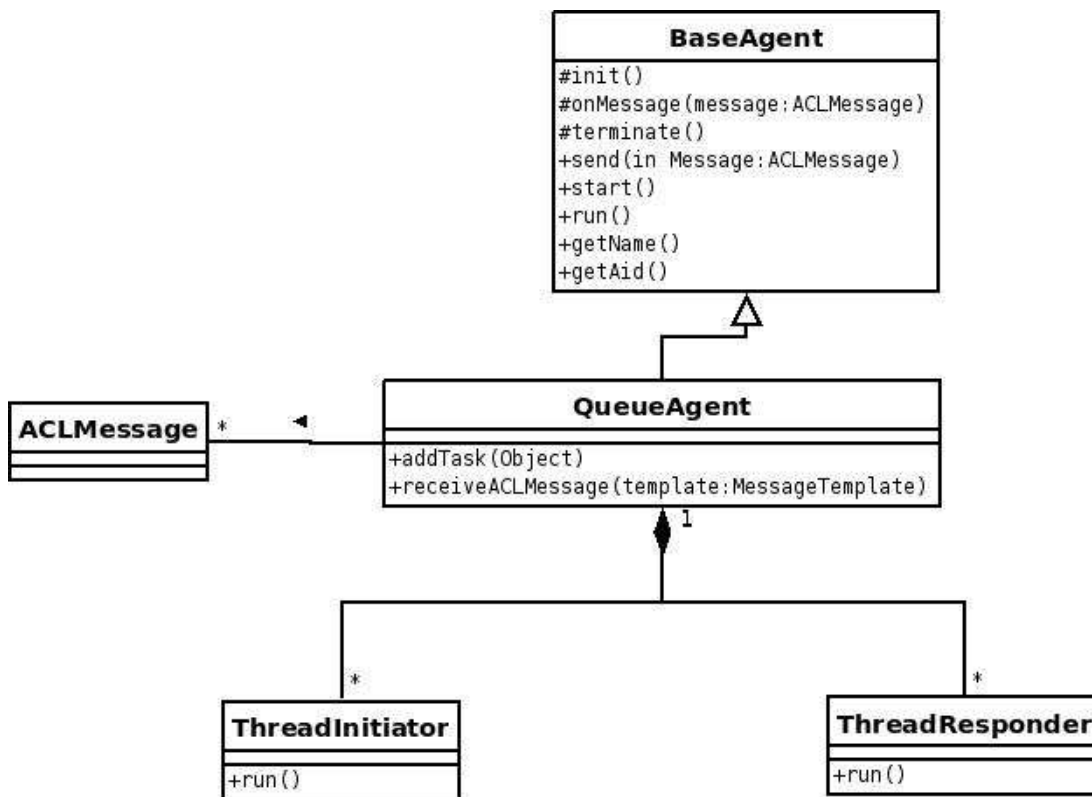 BaseAgent
#init()
#onMessage(message:ACLMessage)
#terminate()
+send(in Message:ACLMessage)
+start()
+run()
+getName()
+getAid()
QueueAgent
+addTask(Object)
+receiveACLMessage(template:MessageTemplate)
ACLMessage
*
1
*
*
ThreadInitiator
+run()
ThreadResponder
+run()